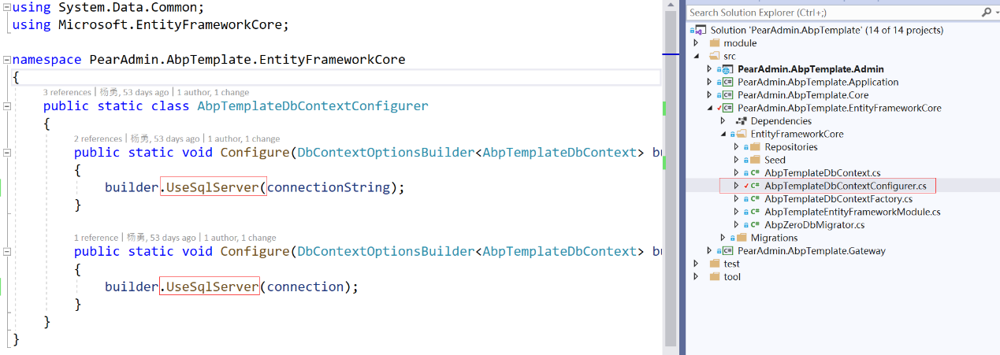 using System.Data.Common;
using Microsoft.EntityFrameworkCore;
namespace PearAdmin.AbpTemplate.EntityFrameworkCore
{
3 references | 杨勇, 53 days ago | 1 author, 1 change
public static class AbpTemplateDbContextConfigurer
{
2 references | 杨勇, 53 days ago | 1 author, 1 change
public static void Configure(DbContextOptionsBuilder<AbpTemplateDbContext> bu
{
builder.UseSqlServer(connectionString);
}
1 reference | 杨勇, 53 days ago | 1 author, 1 change
public static void Configure(DbContextOptionsBuilder<AbpTemplateDbContext> bu
{
builder.UseSqlServer(connection);
}
}
}
Search Solution Explorer (Ctrl+;)
Solution 'PearAdmin.AbpTemplate' (14 of 14 projects)
module
src
PearAdmin.AbpTemplate.Admin
C# PearAdmin.AbpTemplate.Application
C# PearAdmin.AbpTemplate.Core
C# PearAdmin.AbpTemplate.EntityFrameworkCore
Dependencies
EntityFrameworkCore
Repositories
Seed
C# AbpTemplateDbContext.cs
C# AbpTemplateDbContextConfigurer.cs
C# AbpTemplateDbContextFactory.cs
C# AbpTemplateEntityFrameworkModule.cs
C# AbpZeroDbMigrator.cs
Migrations
C# PearAdmin.AbpTemplate.Gateway
test
tool